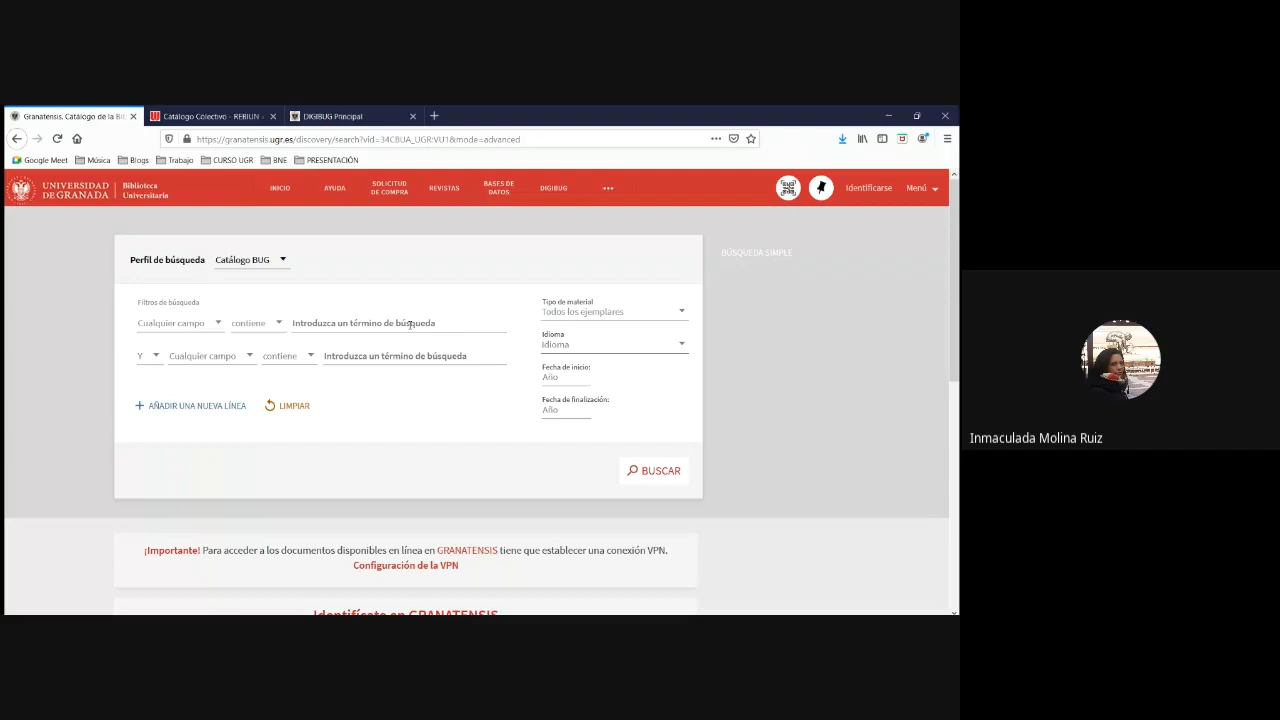 Granatensis. Catálogo de la Bib
Catálogo Colectivo - REBIUN -
DIGIBUG Principal
https://granatensis.ugr.es/discovery/search?vid=34CBUA_UGR:VU1&mode=advanced
Google Meet
Música
Blogs
Trabajo
CURSO UGR
BNE
PRESENTACIÓN
UNIVERSIDAD DE GRANADA
Biblioteca Universitaria
INICIO
AYUDA
SOLICITUD DE COMPRA
REVISTAS
BASES DE DATOS
DIGIBUG
Identificarse
Menú
Perfil de búsqueda
Catálogo BUG
BÚSQUEDA SIMPLE
Filtros de búsqueda
Cualquier campo
contiene
Introduzca un término de búsqueda
Y
Cualquier campo
contiene
Introduzca un término de búsqueda
AÑADIR UNA NUEVA LÍNEA
LIMPIAR
Tipo de material
Todos los ejemplares
Idioma
Idioma
Fecha de inicio:
Año
Fecha de finalización:
Año
BUSCAR
¡Importante! Para acceder a los documentos disponibles en línea en GRANATENSIS tiene que establecer una conexión VPN.
Configuración de la VPN
Identifícate en GRANATENSIS
Inmaculada Molina Ruiz